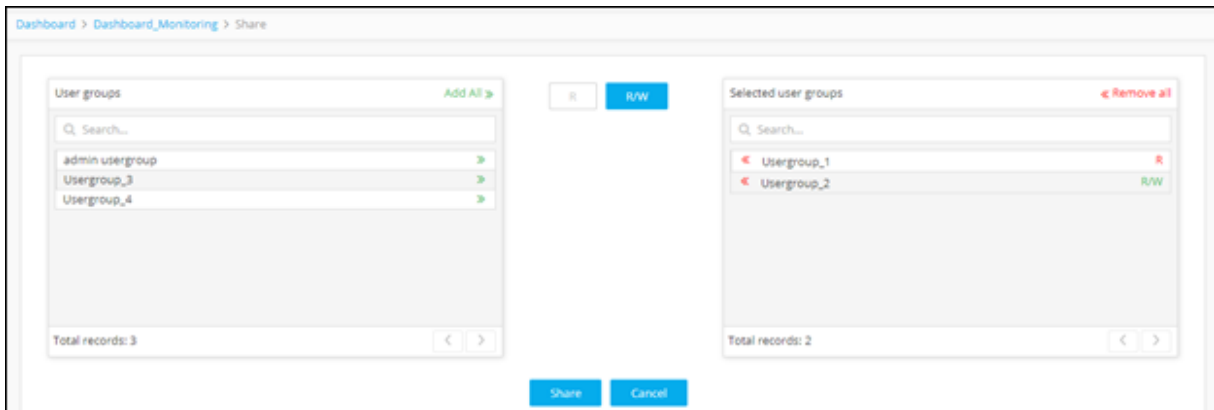 Dashboard > Dashboard_Monitoring > Share
User groups Add All »
R R/W
Selected user groups « Remove all
Search...
Search...
admin usergroup »
Usergroup_3 »
Usergroup_4 »
« Usergroup_1 R
« Usergroup_2 R/W
Total records: 3 < >
Total records: 2 < >
Share Cancel